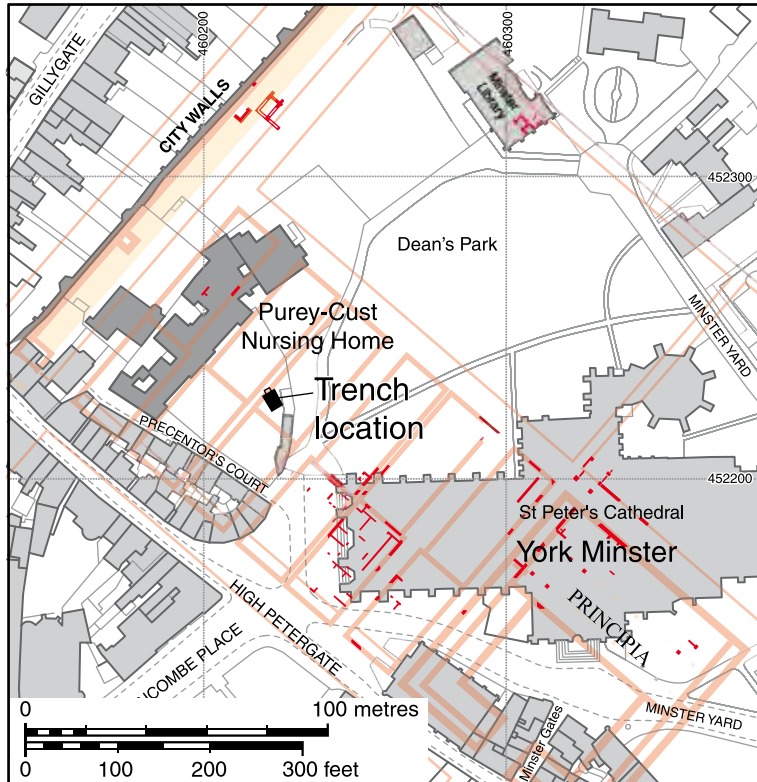 460200
460300
GILLYGATE
CITY WALLS
Minster
Library
452300
Dean's Park
MINSTER YARD
Purey-Cust
Nursing Home
Trench
location
PRECENTOR'S COURT
452200
St Peter's Cathedral
York Minster
PRINCIPIA
HIGH PETERGATE
NCOMBE PLACE
MINSTER YARD
Minster Gates
0 100 metres
0 100 200 300 feet